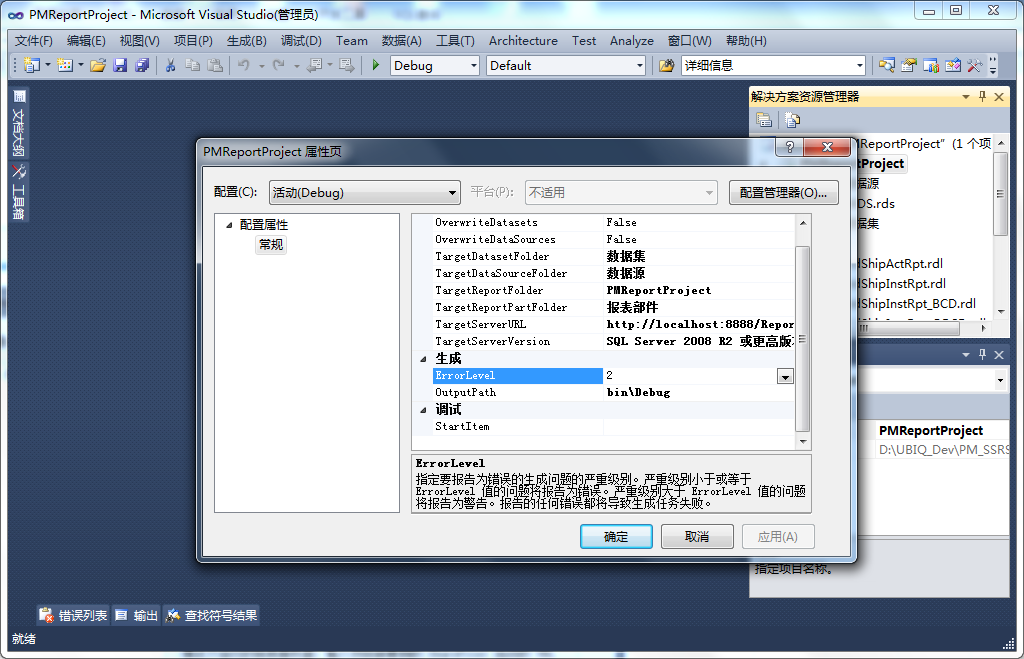 PMReportProject - Microsoft Visual Studio(管理员)
文件(F) 编辑(E) 视图(V) 项目(P) 生成(B) 调试(D) Team 数据(A) 工具(T) Architecture Test Analyze 窗口(W) 帮助(H)
Debug Default 详细信息
文档大纲
工具箱
解决方案资源管理器
MReportProject" (1 个项
tProject
据源
DS.rds
据集
dShipActRpt.rdl
dShipInstRpt.rdl
dShipInstRpt_BCD.rdl
PMReportProject 属性页
配置(C): 活动(Debug) 平台(P): 不适用 配置管理器(O)...
配置属性
常规
OverwriteDatasets False
OverwriteDataSources False
TargetDatasetFolder 数据集
TargetDataSourceFolder 数据源
TargetReportFolder PMReportProject
TargetReportPartFolder 报表部件
TargetServerURL http://localhost:8888/Repor
TargetServerVersion SQL Server 2008 R2 或更高版本
生成
ErrorLevel 2
OutputPath bin\Debug
调试
StartItem
ErrorLevel
指定要报告为错误的生成问题的严重级别。严重级别小于或等于
ErrorLevel 值的问题将报告为错误。严重级别大于 ErrorLevel 值的问题
将报告为警告。报告的任何错误都将导致生成任务失败。
确定 取消 应用(A)
PMReportProject
D:\UBIQ_Dev\PM_SSRS
指定项目名称。
错误列表 输出 查找符号结果
就绪